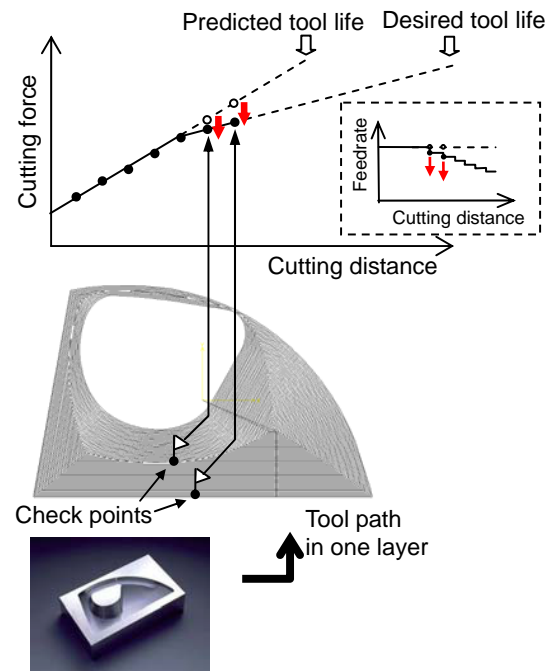 Predicted tool life
Desired tool life
Cutting force
Feedrate
Cutting distance
Cutting distance
Check points
Tool path
in one layer